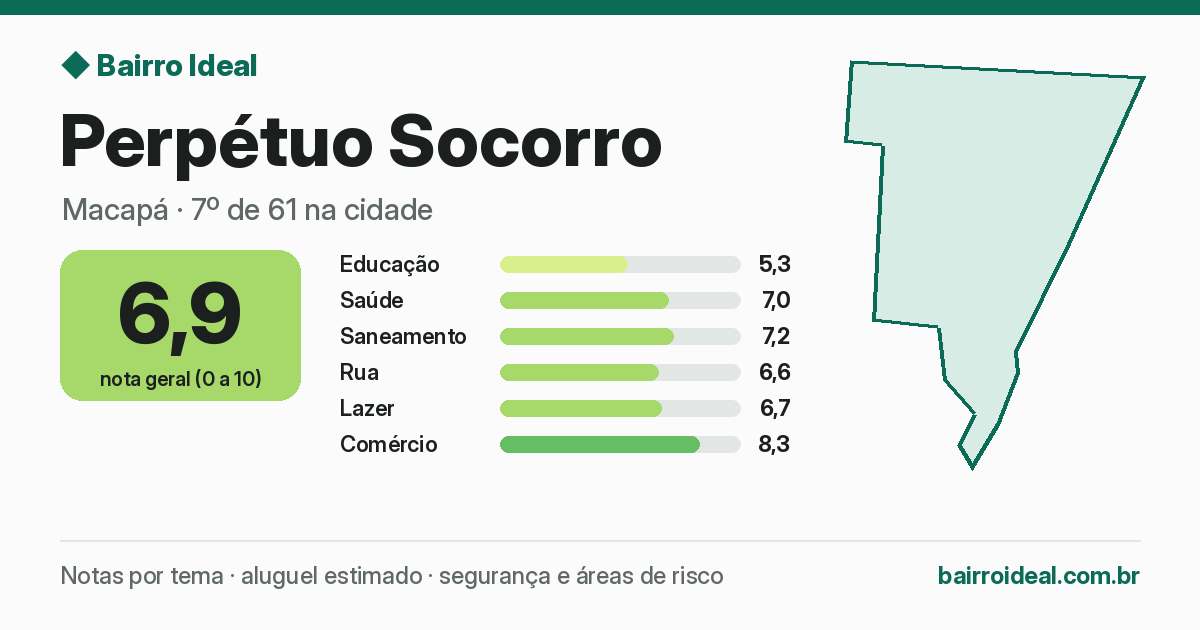 Bairro Ideal
Perpétuo Socorro
Macapá · 7º de 61 na cidade
6,9
nota geral (0 a 10)
Educação 5,3
Saúde 7,0
Saneamento 7,2
Rua 6,6
Lazer 6,7
Comércio 8,3
Notas por tema · aluguel estimado · segurança e áreas de risco
bairroideal.com.br